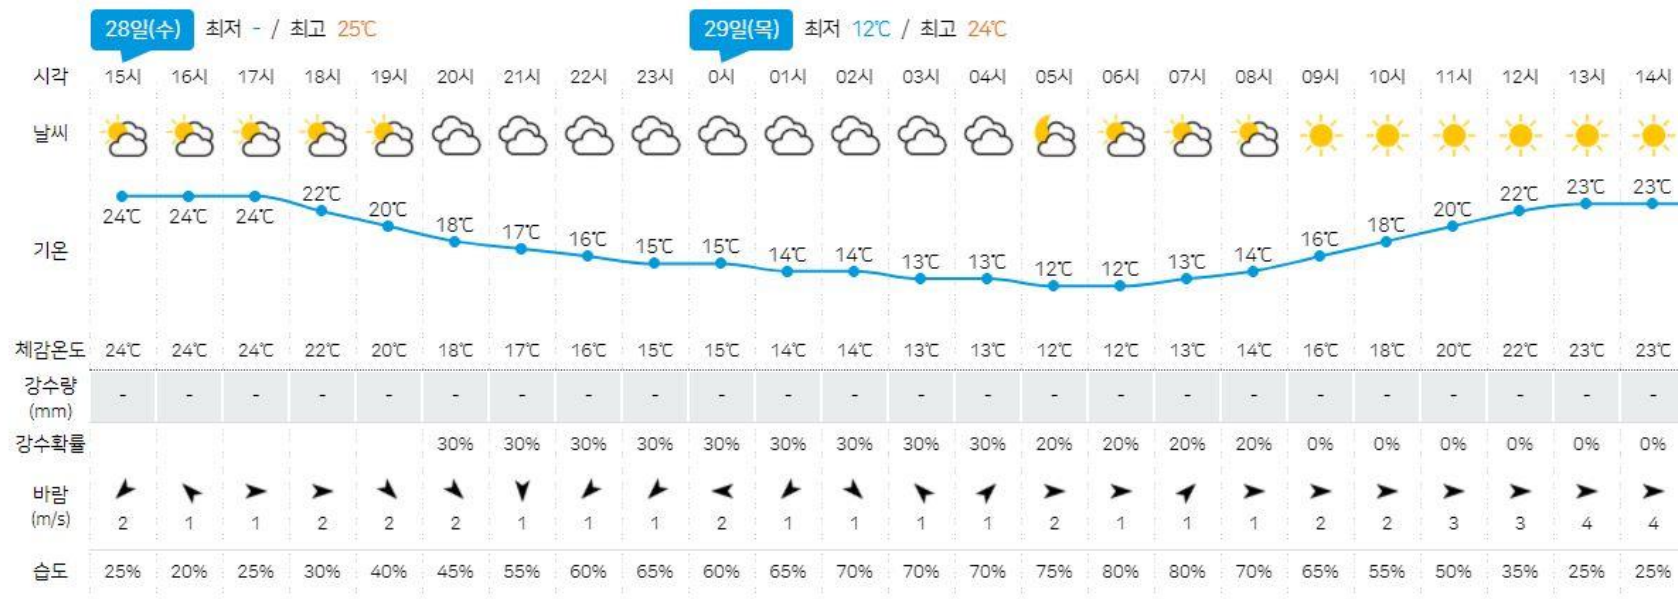 28일(수) 최저 - / 최고 25℃ 29일(목) 최저 12℃ / 최고 24℃
시각 15시 16시 17시 18시 19시 20시 21시 22시 23시 0시 01시 02시 03시 04시 05시 06시 07시 08시 09시 10시 11시 12시 13시 14시
날씨
기온 24℃ 24℃ 24℃ 22℃ 20℃ 18℃ 17℃ 16℃ 15℃ 15℃ 14℃ 14℃ 13℃ 13℃ 12℃ 12℃ 13℃ 14℃ 16℃ 18℃ 20℃ 22℃ 23℃ 23℃
체감온도 24℃ 24℃ 24℃ 22℃ 20℃ 18℃ 17℃ 16℃ 15℃ 15℃ 14℃ 14℃ 13℃ 13℃ 12℃ 12℃ 13℃ 14℃ 16℃ 18℃ 20℃ 22℃ 23℃ 23℃
강수량
(mm) - - - - - - - - - - - - - - - - - - - - - - - -
강수확률 30% 30% 30% 30% 30% 30% 30% 30% 30% 20% 20% 20% 20% 0% 0% 0% 0% 0% 0%
바람
(m/s) 2 1 1 2 2 2 1 1 1 2 1 1 1 1 2 1 1 1 2 2 3 3 4 4
습도 25% 20% 25% 30% 40% 45% 55% 60% 65% 60% 65% 70% 70% 70% 75% 80% 80% 70% 65% 55% 50% 35% 25% 25%